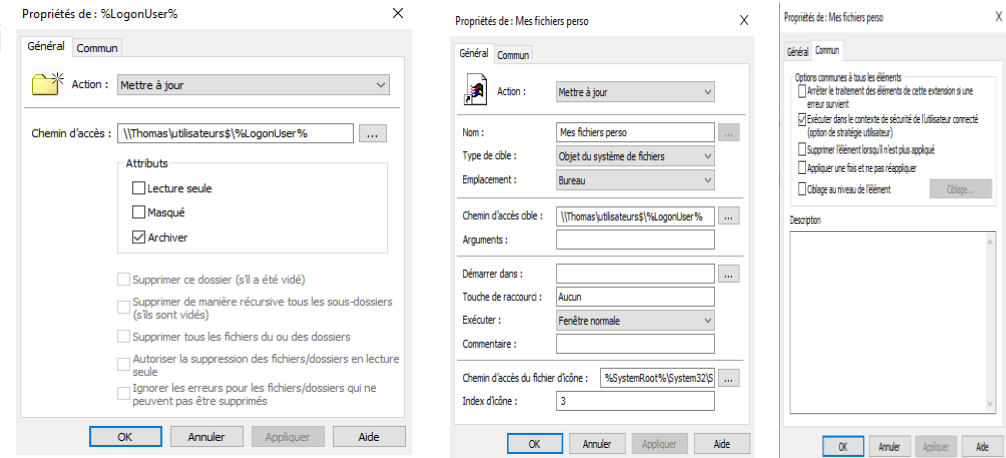 Propriétés de : %LogonUser%
Général Commun
Action : Mettre à jour
Chemin d'accès : \\Thomas\utilisateurs$\%LogonUser% ...
Attributs
Lecture seule
Masqué
Archiver
Supprimer ce dossier (s'il a été vidé)
Supprimer de manière récursive tous les sous-dossiers
(s'ils sont vidés)
Supprimer tous les fichiers du ou des dossiers
Autoriser la suppression des fichiers/dossiers en lecture
seule
Ignorer les erreurs pour les fichiers/dossiers qui ne
peuvent pas être supprimés
OK Annuler Appliquer Aide
Propriétés de : Mes fichiers perso
Général Commun
Action : Mettre à jour
Nom : Mes fichiers perso ...
Type de cible : Objet du système de fichiers
Emplacement : Bureau
Chemin d'accès cible : \\Thomas\utilisateurs$\%LogonUser% ...
Arguments :
Démarrer dans : ...
Touche de raccourci : Aucun
Exécuter : Fenêtre normale
Commentaire :
Chemin d'accès du fichier d'icône : %SystemRoot%\System32\S ...
Index d'icône : 3
OK Annuler Appliquer Aide
Propriétés de : Mes fichiers perso
Général Commun
Options communes à tous les éléments
Arrêter le traitement des éléments de cette extension si une
erreur survient
Exécuter dans le contexte de sécurité de l'utilisateur connecté
(option de stratégie utilisateur)
Supprimer l'élément lorsqu'il n'est plus appliqué
Appliquer une fois et ne pas réappliquer
Ciblage au niveau de l'élément Ciblage...
Description
OK Annuler Appliquer Aide